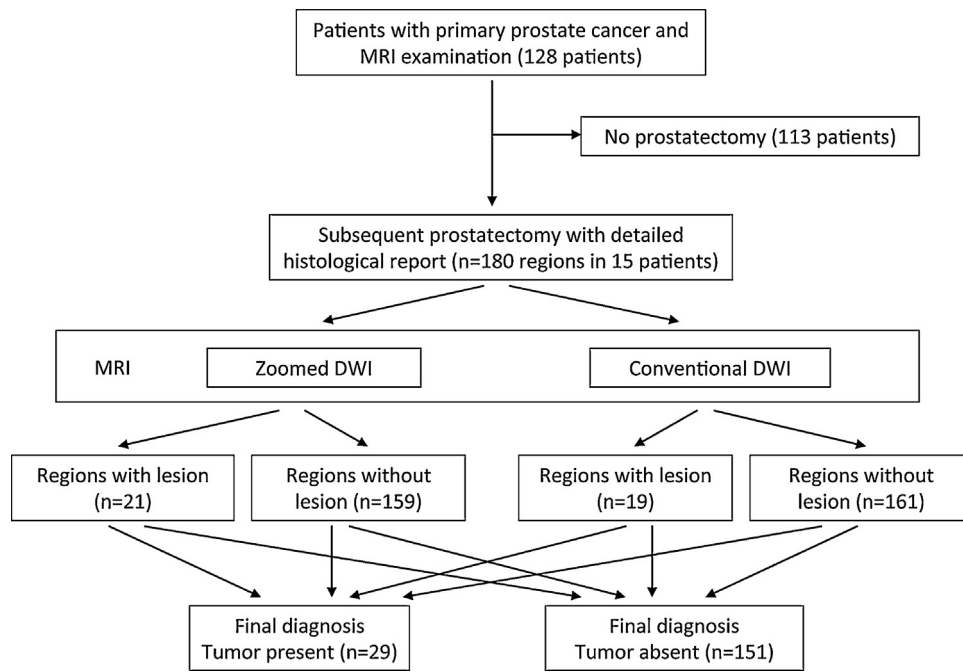 Patients with primary prostate cancer and
MRI examination (128 patients)
No prostatectomy (113 patients)
Subsequent prostatectomy with detailed
histological report (n=180 regions in 15 patients)
MRI
Zoomed DWI
Conventional DWI
Regions with lesion
(n=21)
Regions without
lesion (n=159)
Regions with lesion
(n=19)
Regions without
lesion (n=161)
Final diagnosis
Tumor present (n=29)
Final diagnosis
Tumor absent (n=151)